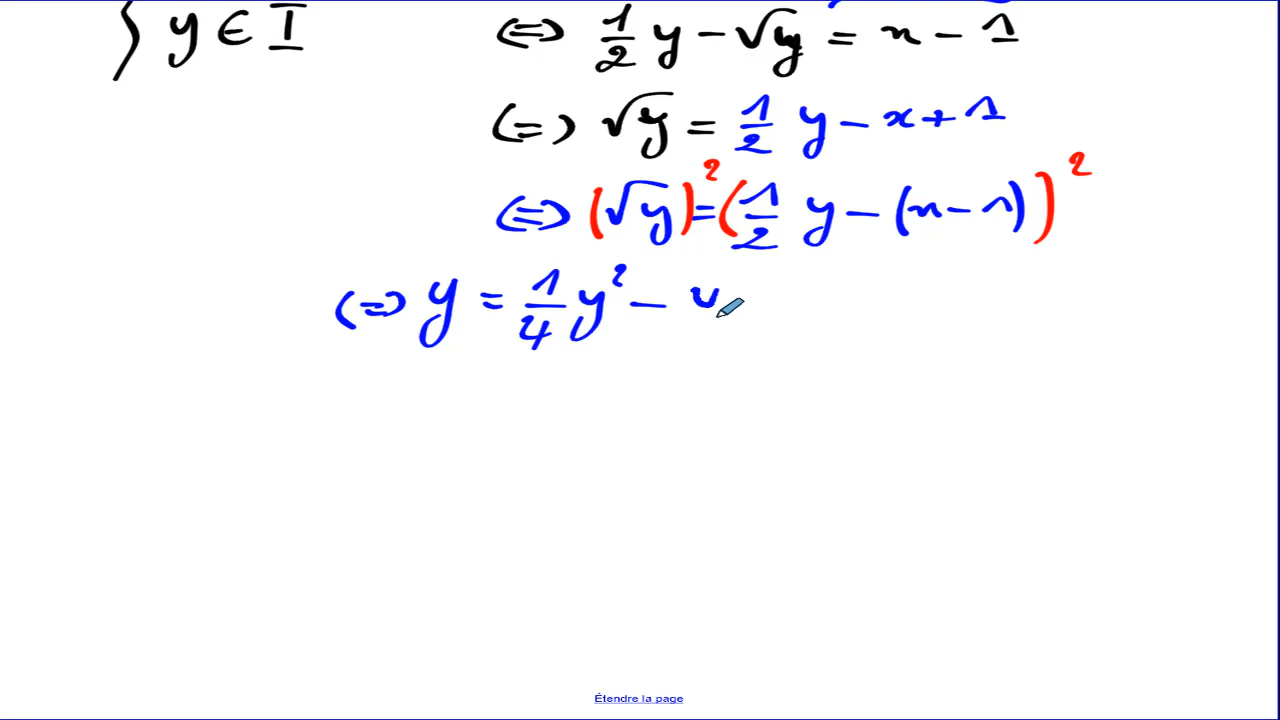 y ∈ I ⟺ 1/2 y − √y = x − 1
⟺ √y = 1/2 y − x + 1
⟺ (√y)² = (1/2 y − (x − 1))²
⟺ y = 1/4 y² −
Étendre la page